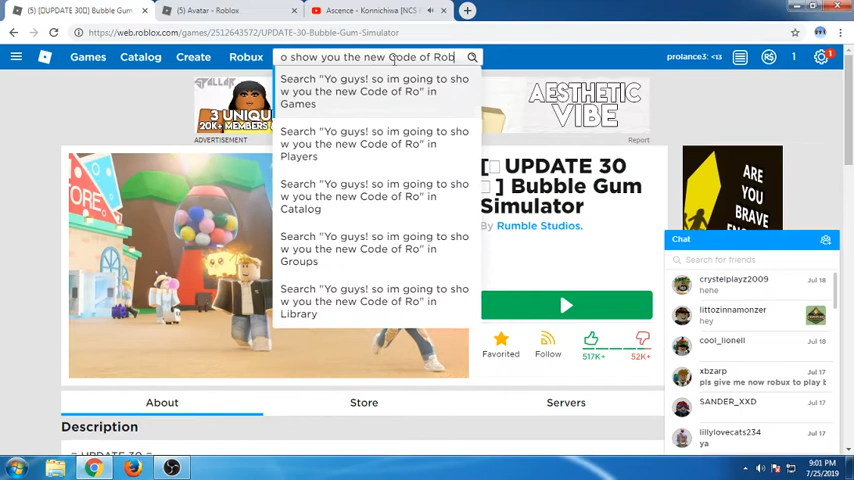 (5) [▯UPDATE 30▯] Bubble Gum
(5) Avatar - Roblox
Ascence - Konnichiwa [NCS
https://web.roblox.com/games/2512643572/UPDATE-30-Bubble-Gum-Simulator
Games Catalog Create Robux o show you the new Code of Rob prolance3: <13 1
Search "Yo guys! so im going to sho
w you the new Code of Ro" in
Games
Search "Yo guys! so im going to sho
w you the new Code of Ro" in
Players
Search "Yo guys! so im going to sho
w you the new Code of Ro" in
Catalog
Search "Yo guys! so im going to sho
w you the new Code of Ro" in
Groups
Search "Yo guys! so im going to sho
w you the new Code of Ro" in
Library
3 UNIQU
20K+ MEMBERS
AESTHETIC
VIBE
ADVERTISEMENT
Report
STORE
[▯ UPDATE 30
▯] Bubble Gum
Simulator
By Rumble Studios.
Favorited
Follow
517K+
52K+
ARE
YOU
BRAVE
EN
Chat
Search for friends
crystelplayz2009 Jul 18
hehe
littozinnamonzer Jul 18
hey
cool_lionell Jul 18
xbzarp Jul 17
pls give me now robux to play b
SANDER_XXD Jul 17
lillylovecats234 Jul 17
ya
About
Store
Servers
Description
9:01 PM
7/25/2019